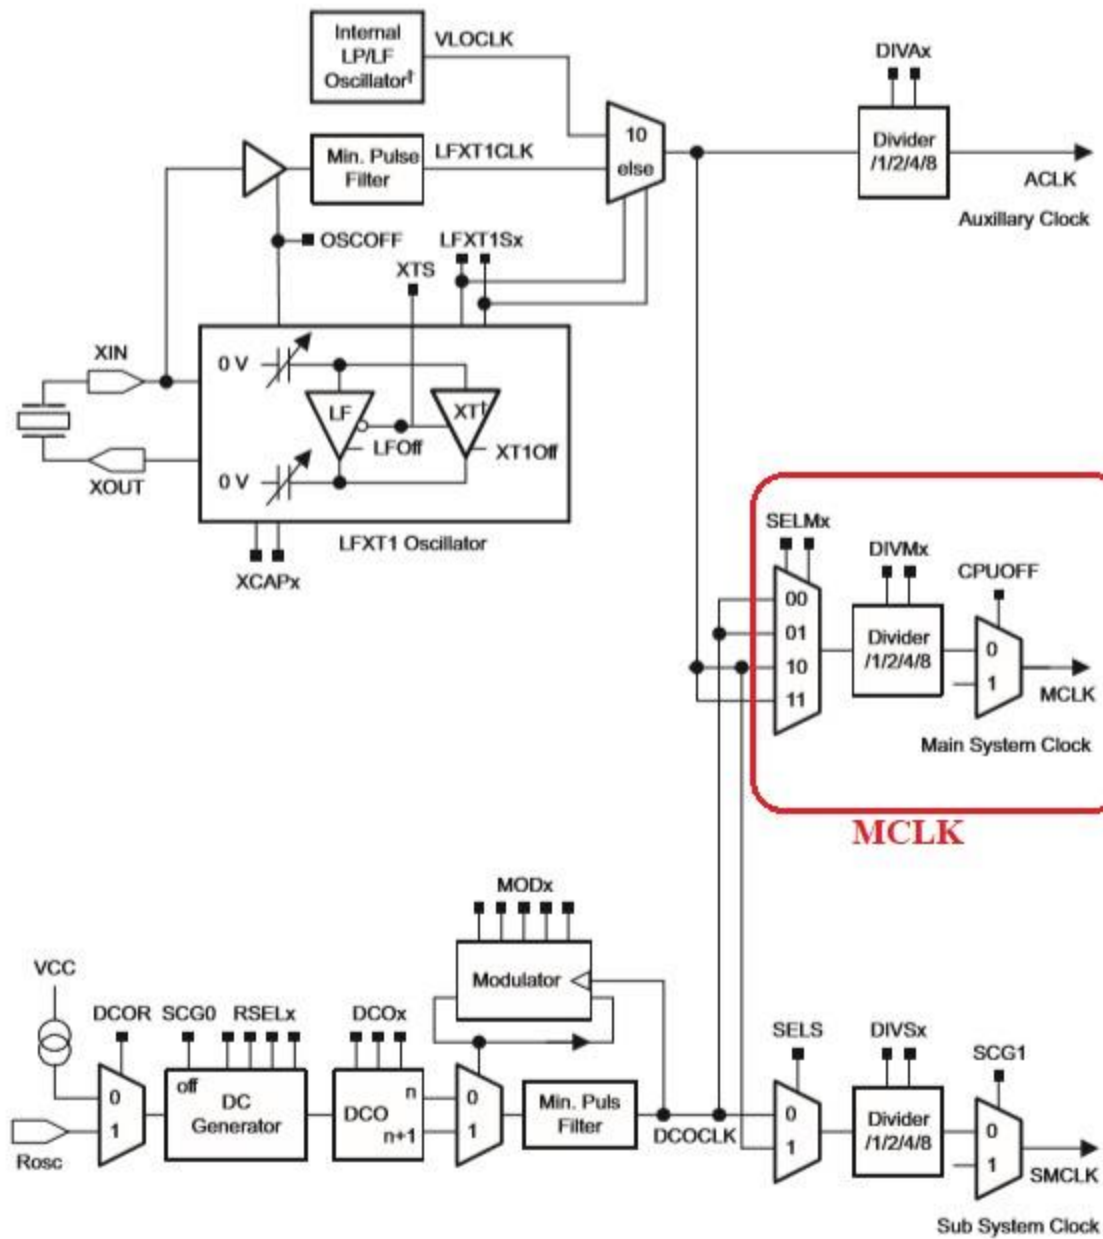 Internal
LP/LF
Oscillator†
VLOCLK
DIVAx
10
else
Min. Pulse
Filter
LFXT1CLK
Divider
/1/2/4/8
ACLK
Auxillary Clock
OSCOFF
LFXT1Sx
XTS
XIN
0 V
LF
XT†
LFOff
XT1Off
0 V
XOUT
LFXT1 Oscillator
XCAPx
SELMx
DIVMx
CPUOFF
00
01
10
11
Divider
/1/2/4/8
0
1
MCLK
Main System Clock
MCLK
MODx
Modulator
VCC
DCOR
SCG0
RSELx
DCOx
SELS
DIVSx
SCG1
0
1
off
DC
Generator
DCO
n
n+1
0
1
Min. Puls
Filter
DCOCLK
0
1
Divider
/1/2/4/8
0
1
SMCLK
Rosc
Sub System Clock